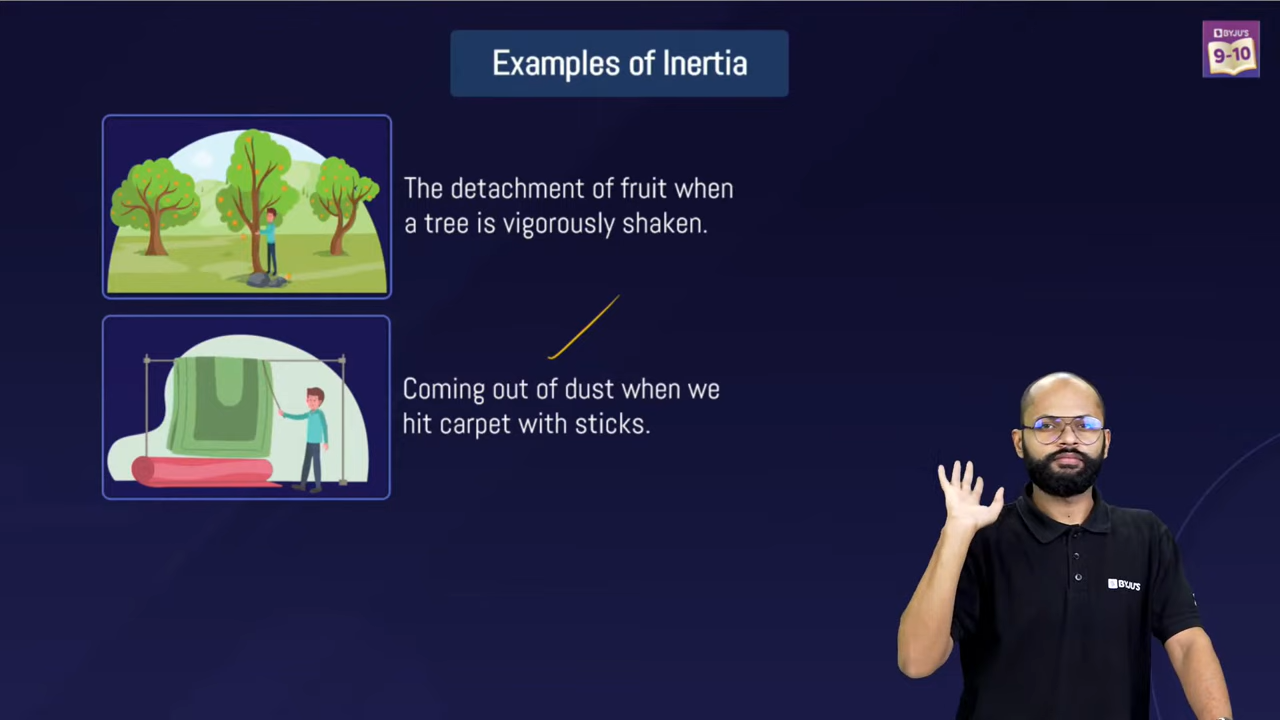 Examples of Inertia
BYJU'S
9-10
The detachment of fruit when
a tree is vigorously shaken.
Coming out of dust when we
hit carpet with sticks.
BYJU'S